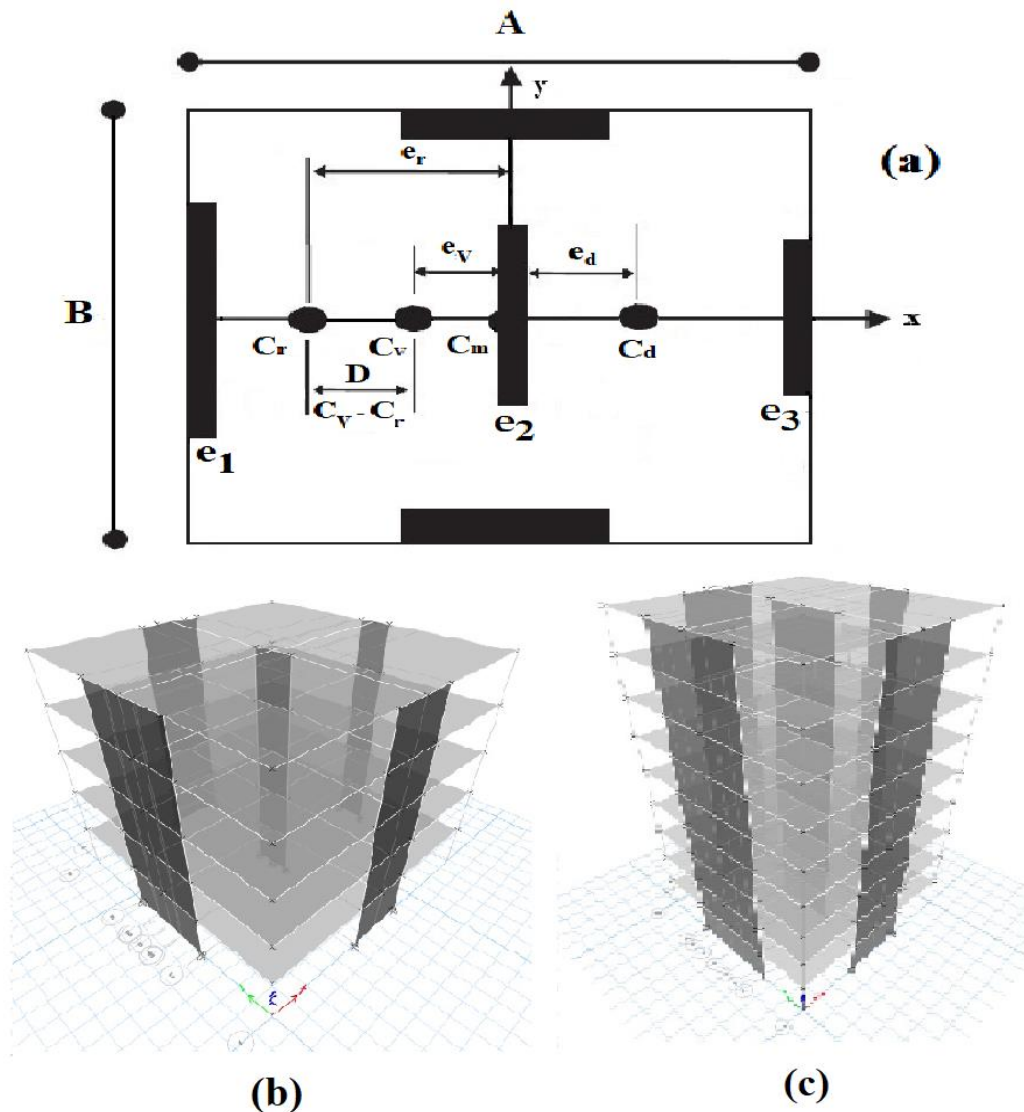 A
y
(a)
e_r
e_V e_d
B
x
C_r C_v C_m C_d
D
C_V - C_r
e_1 e_2 e_3
(b)
(c)